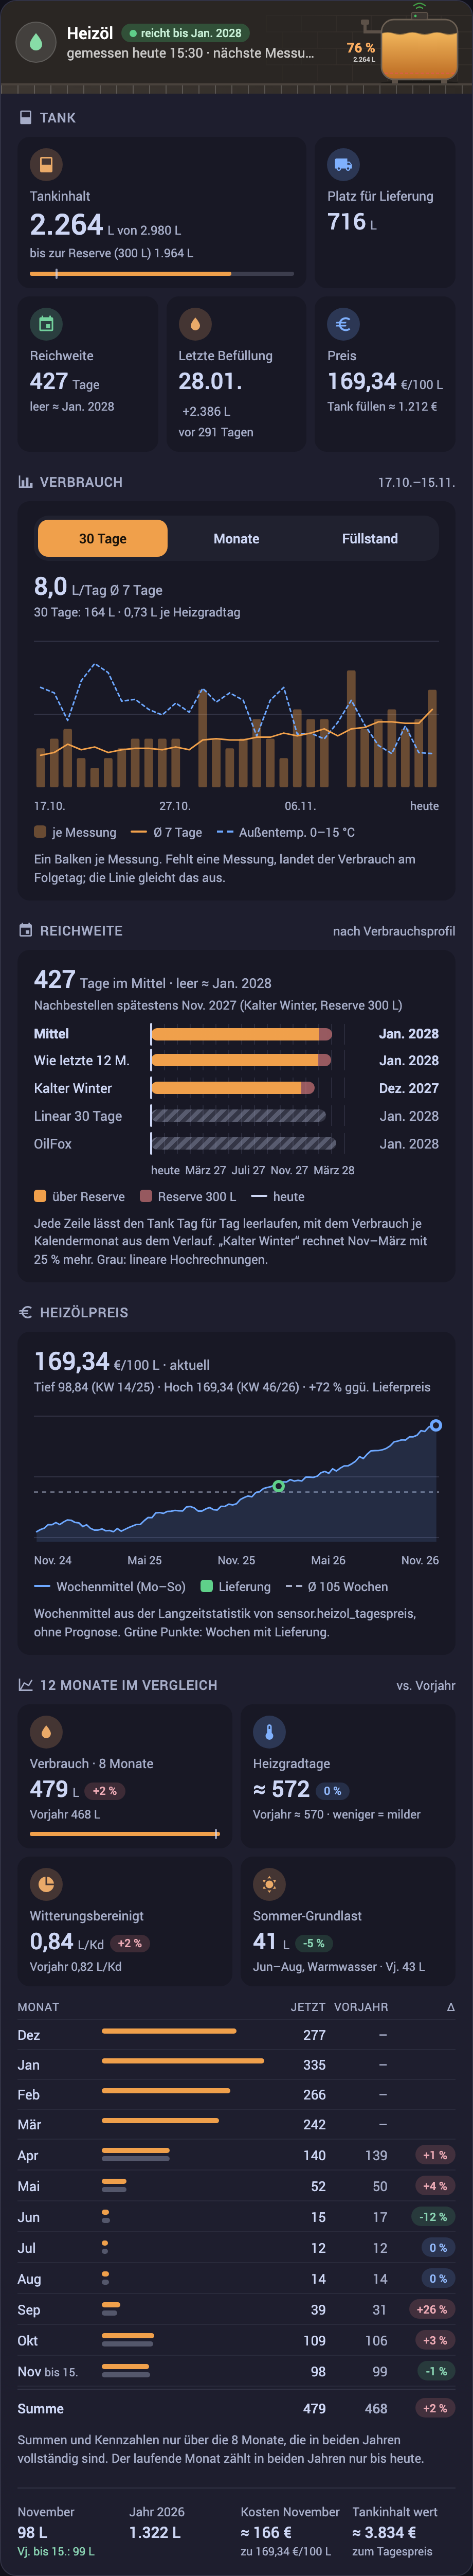 Heizöl reicht bis Jan. 2028
gemessen heute 15:30 · nächste Messu...
76 %
2.264 L
TANK
Tankinhalt
2.264 L von 2.980 L
bis zur Reserve (300 L) 1.964 L
Platz für Lieferung
716 L
Reichweite
427 Tage
leer ≈ Jan. 2028
Letzte Befüllung
28.01.
+2.386 L
vor 291 Tagen
Preis
169,34 €/100 L
Tank füllen ≈ 1.212 €
VERBRAUCH 17.10.–15.11.
30 Tage Monate Füllstand
8,0 L/Tag Ø 7 Tage
30 Tage: 164 L · 0,73 L je Heizgradtag
17.10. 27.10. 06.11. heute
je Messung Ø 7 Tage Außentemp. 0–15 °C
Ein Balken je Messung. Fehlt eine Messung, landet der Verbrauch am
Folgetag; die Linie gleicht das aus.
REICHWEITE nach Verbrauchsprofil
427 Tage im Mittel · leer ≈ Jan. 2028
Nachbestellen spätestens Nov. 2027 (Kalter Winter, Reserve 300 L)
Mittel Jan. 2028
Wie letzte 12 M. Jan. 2028
Kalter Winter Dez. 2027
Linear 30 Tage Jan. 2028
OilFox Jan. 2028
heute März 27 Juli 27 Nov. 27 März 28
über Reserve Reserve 300 L heute
Jede Zeile lässt den Tank Tag für Tag leerlaufen, mit dem Verbrauch je
Kalendermonat aus dem Verlauf. „Kalter Winter“ rechnet Nov–März mit
25 % mehr. Grau: lineare Hochrechnungen.
HEIZÖLPREIS
169,34 €/100 L · aktuell
Tief 98,84 (KW 14/25) · Hoch 169,34 (KW 46/26) · +72 % ggü. Lieferpreis
Nov. 24 Mai 25 Nov. 25 Mai 26 Nov. 26
Wochenmittel (Mo–So) Lieferung Ø 105 Wochen
Wochenmittel aus der Langzeitstatistik von sensor.heizol_tagespreis,
ohne Prognose. Grüne Punkte: Wochen mit Lieferung.
12 MONATE IM VERGLEICH vs. Vorjahr
Verbrauch · 8 Monate
479 L +2 %
Vorjahr 468 L
Heizgradtage
≈ 572 0 %
Vorjahr ≈ 570 · weniger = milder
Witterungsbereinigt
0,84 L/Kd +2 %
Vorjahr 0,82 L/Kd
Sommer-Grundlast
41 L -5 %
Jun–Aug, Warmwasser · Vj. 43 L
MONAT JETZT VORJAHR Δ
Dez 277 –
Jan 335 –
Feb 266 –
Mär 242 –
Apr 140 139 +1 %
Mai 52 50 +4 %
Jun 15 17 -12 %
Jul 12 12 0 %
Aug 14 14 0 %
Sep 39 31 +26 %
Okt 109 106 +3 %
Nov bis 15. 98 99 -1 %
Summe 479 468 +2 %
Summen und Kennzahlen nur über die 8 Monate, die in beiden Jahren
vollständig sind. Der laufende Monat zählt in beiden Jahren nur bis heute.
November
98 L
Vj. bis 15.: 99 L
Jahr 2026
1.322 L
Kosten November
≈ 166 €
zu 169,34 €/100 L
Tankinhalt wert
≈ 3.834 €
zum Tagespreis